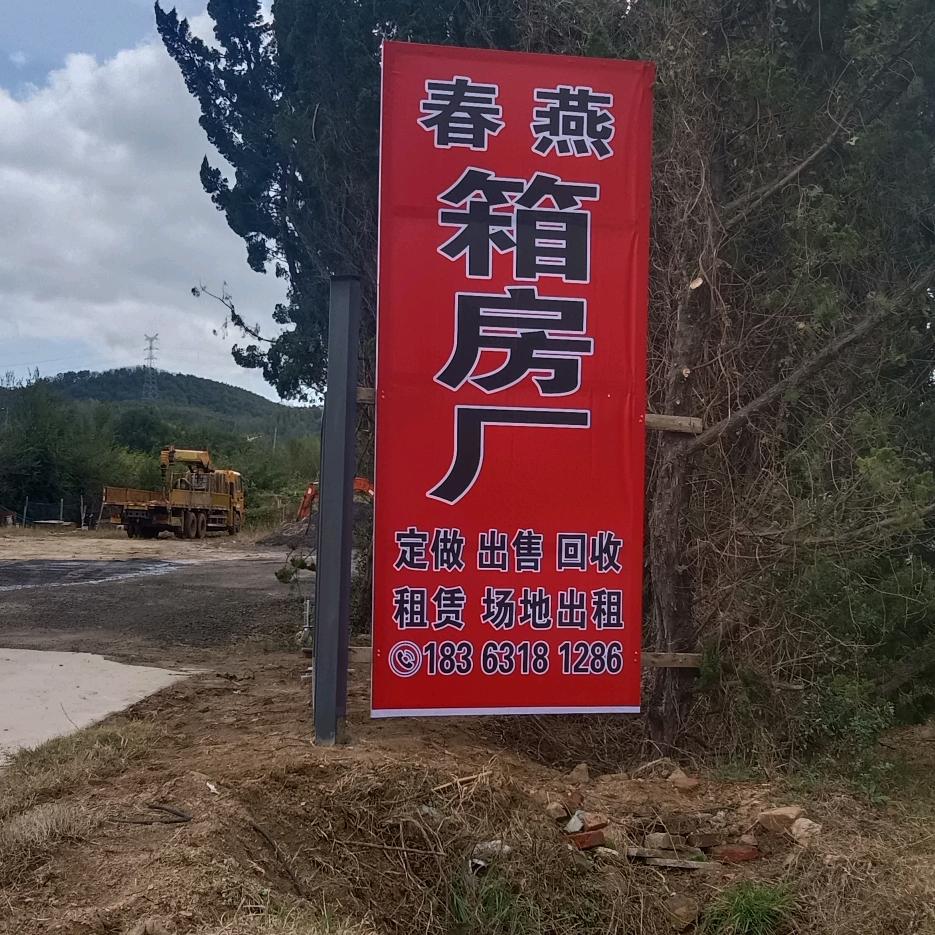 春燕
箱
房
厂
定做 出售 回收
租赁 场地出租
183 6318 1286